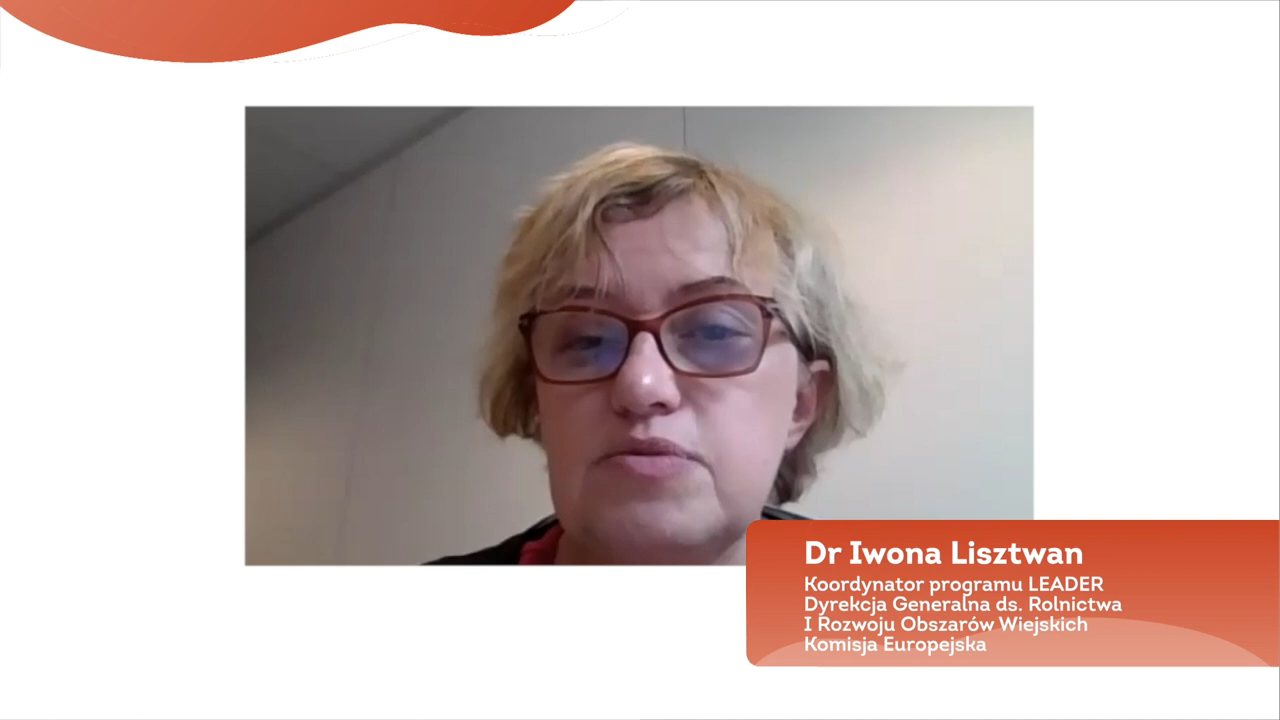 Dr Iwona Lisztwan
Koordynator programu LEADER
Dyrekcja Generalna ds. Rolnictwa
I Rozwoju Obszarów Wiejskich
Komisja Europejska